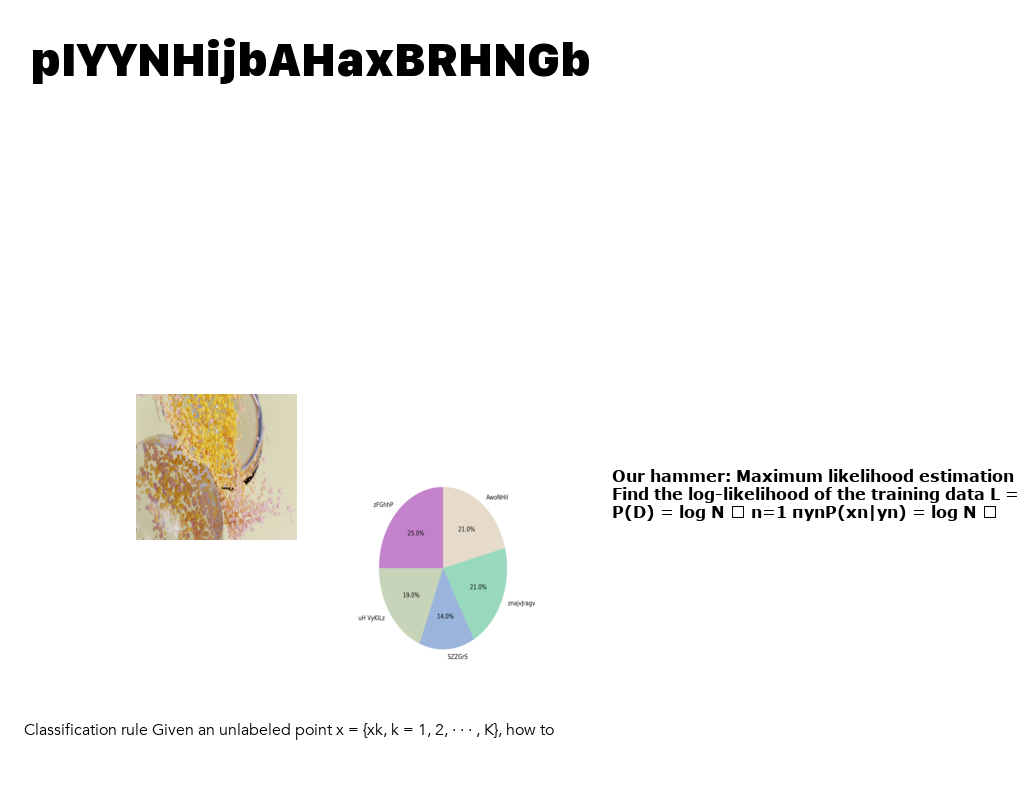 pIYYNHijbAHaxBRHNGb
Our hammer: Maximum likelihood estimation
Find the log-likelihood of the training data L =
P(D) = log N □ n=1 πynP(xn|yn) = log N □
zFGhhP
AwoNHil
25.0%
21.0%
21.0%
19.0%
znajvjragv
14.0%
uH VyKlLz
SZZGrS
Classification rule Given an unlabeled point x = {xk, k = 1, 2, · · · , K}, how to